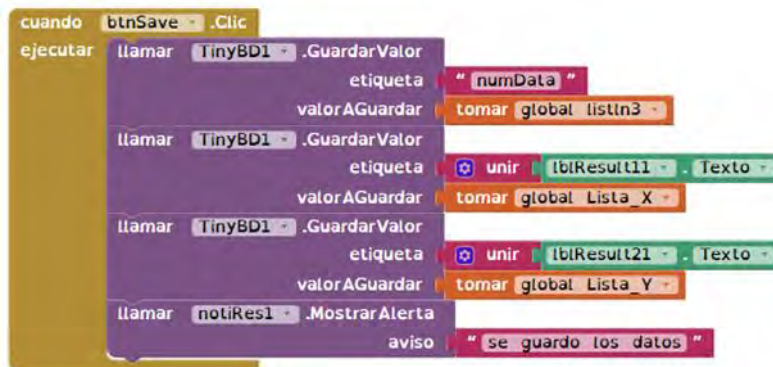 cuando btnSave .Clic
ejecutar llamar TinyBD1 .GuardarValor
etiqueta " numData "
valorAGuardar tomar global listIn3
llamar TinyBD1 .GuardarValor
etiqueta unir lblResult11 . Texto
valorAGuardar tomar global Lista_X
llamar TinyBD1 .GuardarValor
etiqueta unir lblResult21 . Texto
valorAGuardar tomar global Lista_Y
llamar notiRes1 .MostrarAlerta
aviso " se guardo los datos "